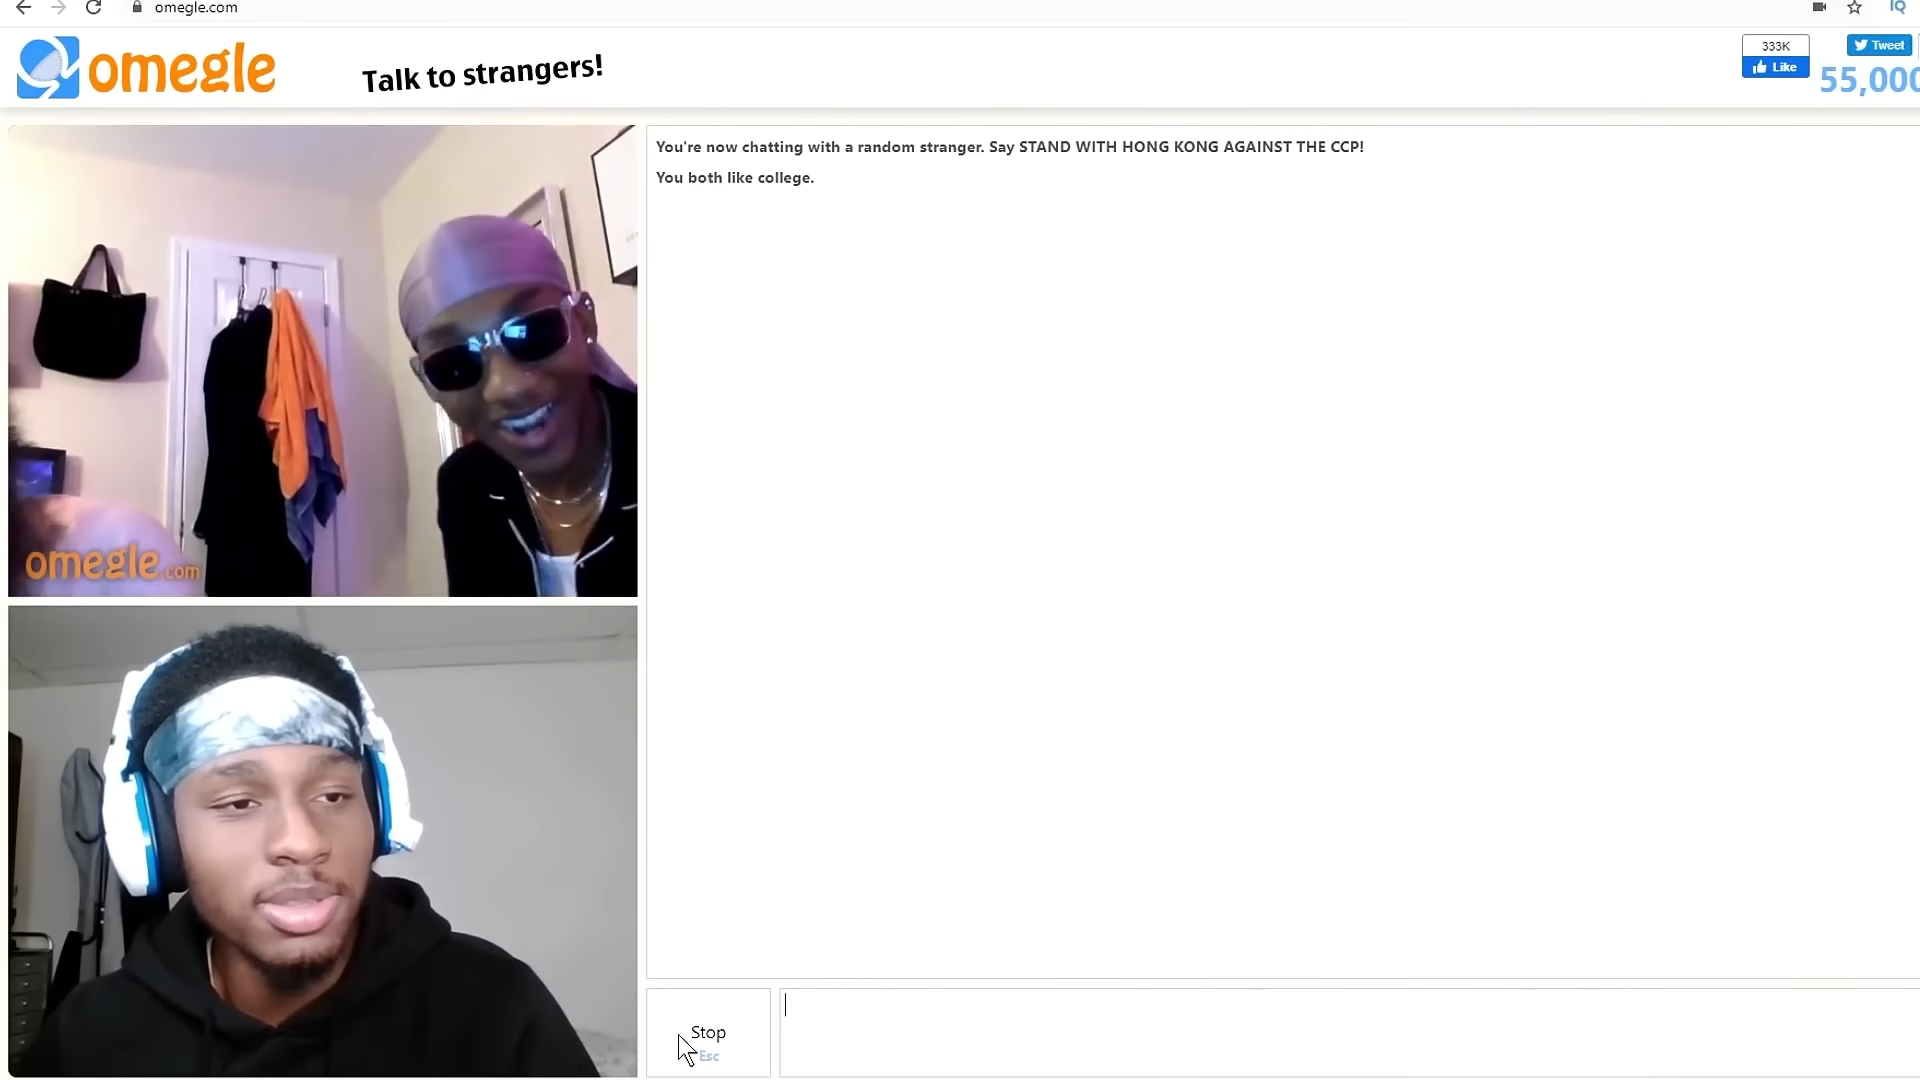 omegle.com
omegle
Talk to strangers!
333K
Like
Tweet
55,000
You're now chatting with a random stranger. Say STAND WITH HONG KONG AGAINST THE CCP!
You both like college.
omegle.com
Stop
Esc
IQ